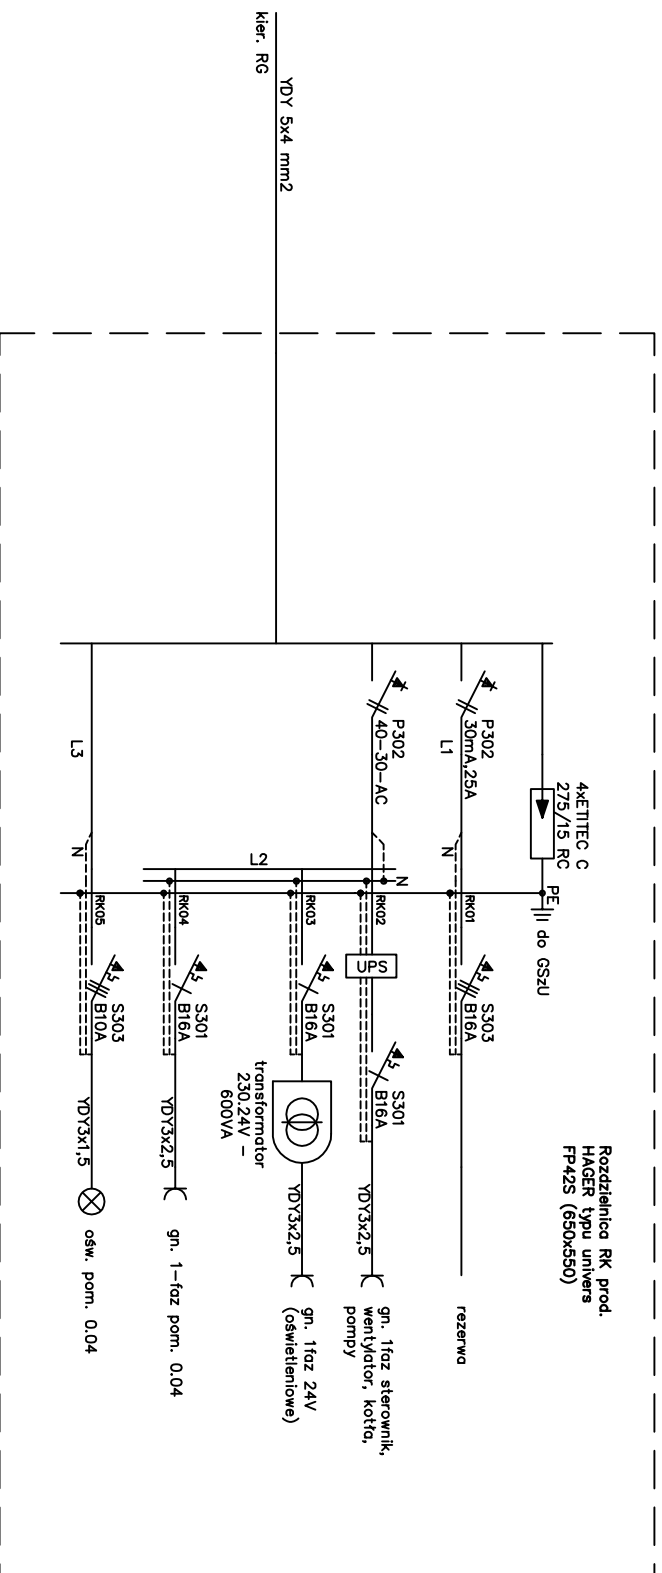 kier. RG
YDY 5x4 mm2
Rozdzielnica RK prod.
HAGER typu univers
FP42S (650x550)
4xETITEC C
275/15 RC
PE
do GSzU
P302
30mA,25A
L1
N
RK01
S303
B16A
rezerwa
P302
40-30-AC
N
RK02
UPS
S301
B16A
YDY3x2,5
gn. 1faz sterownik,
wentylator, kotła,
pompy
L2
RK03
S301
B16A
transformator
230.24V –
600VA
YDY3x2,5
gn. 1faz 24V
(oświetleniowe)
RK04
S301
B16A
YDY3x2,5
gn. 1-faz pom. 0.04
L3
N
RK05
S303
B10A
YDY3x1,5
ośw. pom. 0.04